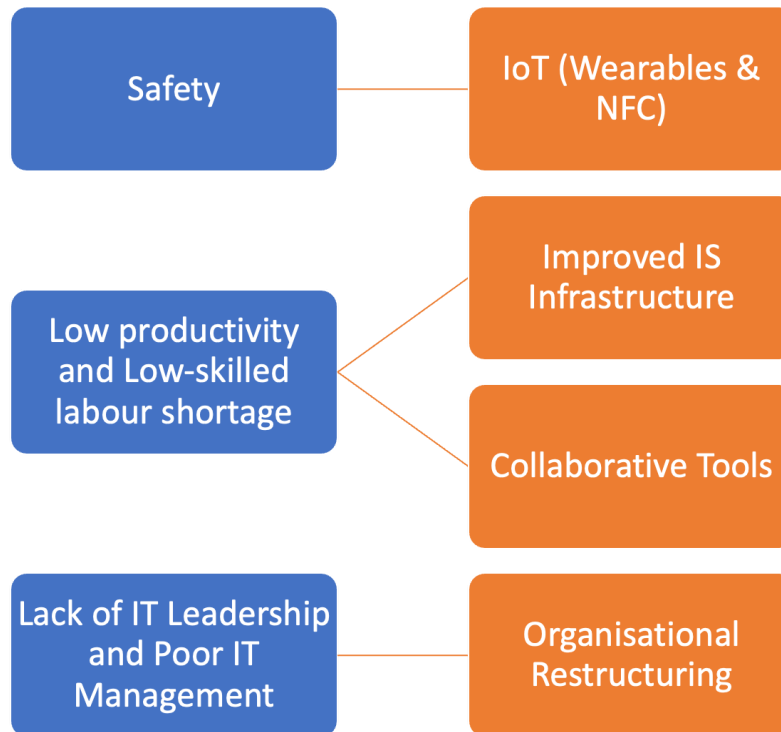 Safety
IoT (Wearables &
NFC)
Improved IS
Infrastructure
Low productivity
and Low-skilled
labour shortage
Collaborative Tools
Lack of IT Leadership
and Poor IT
Management
Organisational
Restructuring